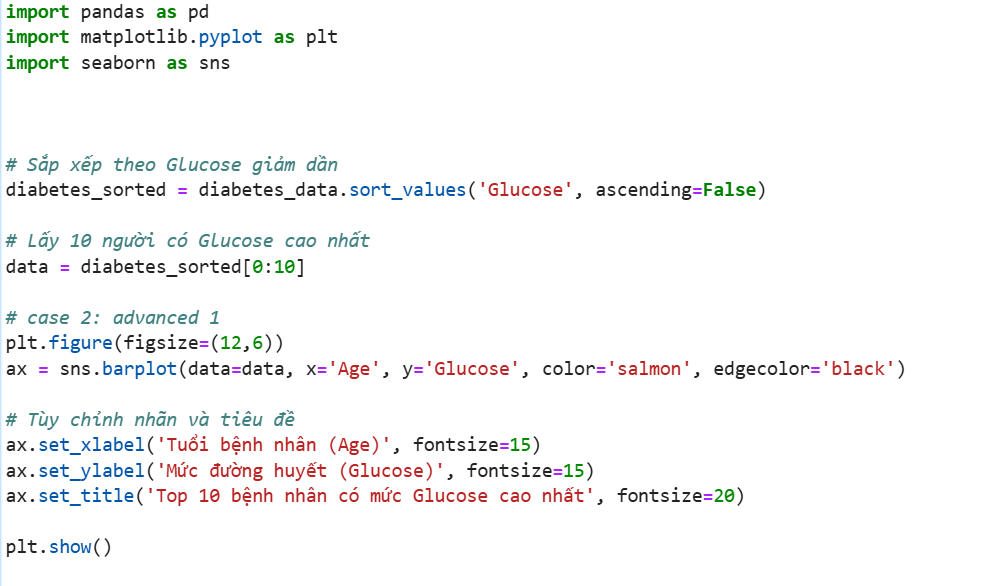 import pandas as pd
import matplotlib.pyplot as plt
import seaborn as sns
# Sắp xếp theo Glucose giảm dần
diabetes_sorted = diabetes_data.sort_values('Glucose', ascending=False)
# Lấy 10 người có Glucose cao nhất
data = diabetes_sorted[0:10]
# case 2: advanced 1
plt.figure(figsize=(12,6))
ax = sns.barplot(data=data, x='Age', y='Glucose', color='salmon', edgecolor='black')
# Tùy chỉnh nhãn và tiêu đề
ax.set_xlabel('Tuổi bệnh nhân (Age)', fontsize=15)
ax.set_ylabel('Mức đường huyết (Glucose)', fontsize=15)
ax.set_title('Top 10 bệnh nhân có mức Glucose cao nhất', fontsize=20)
plt.show()